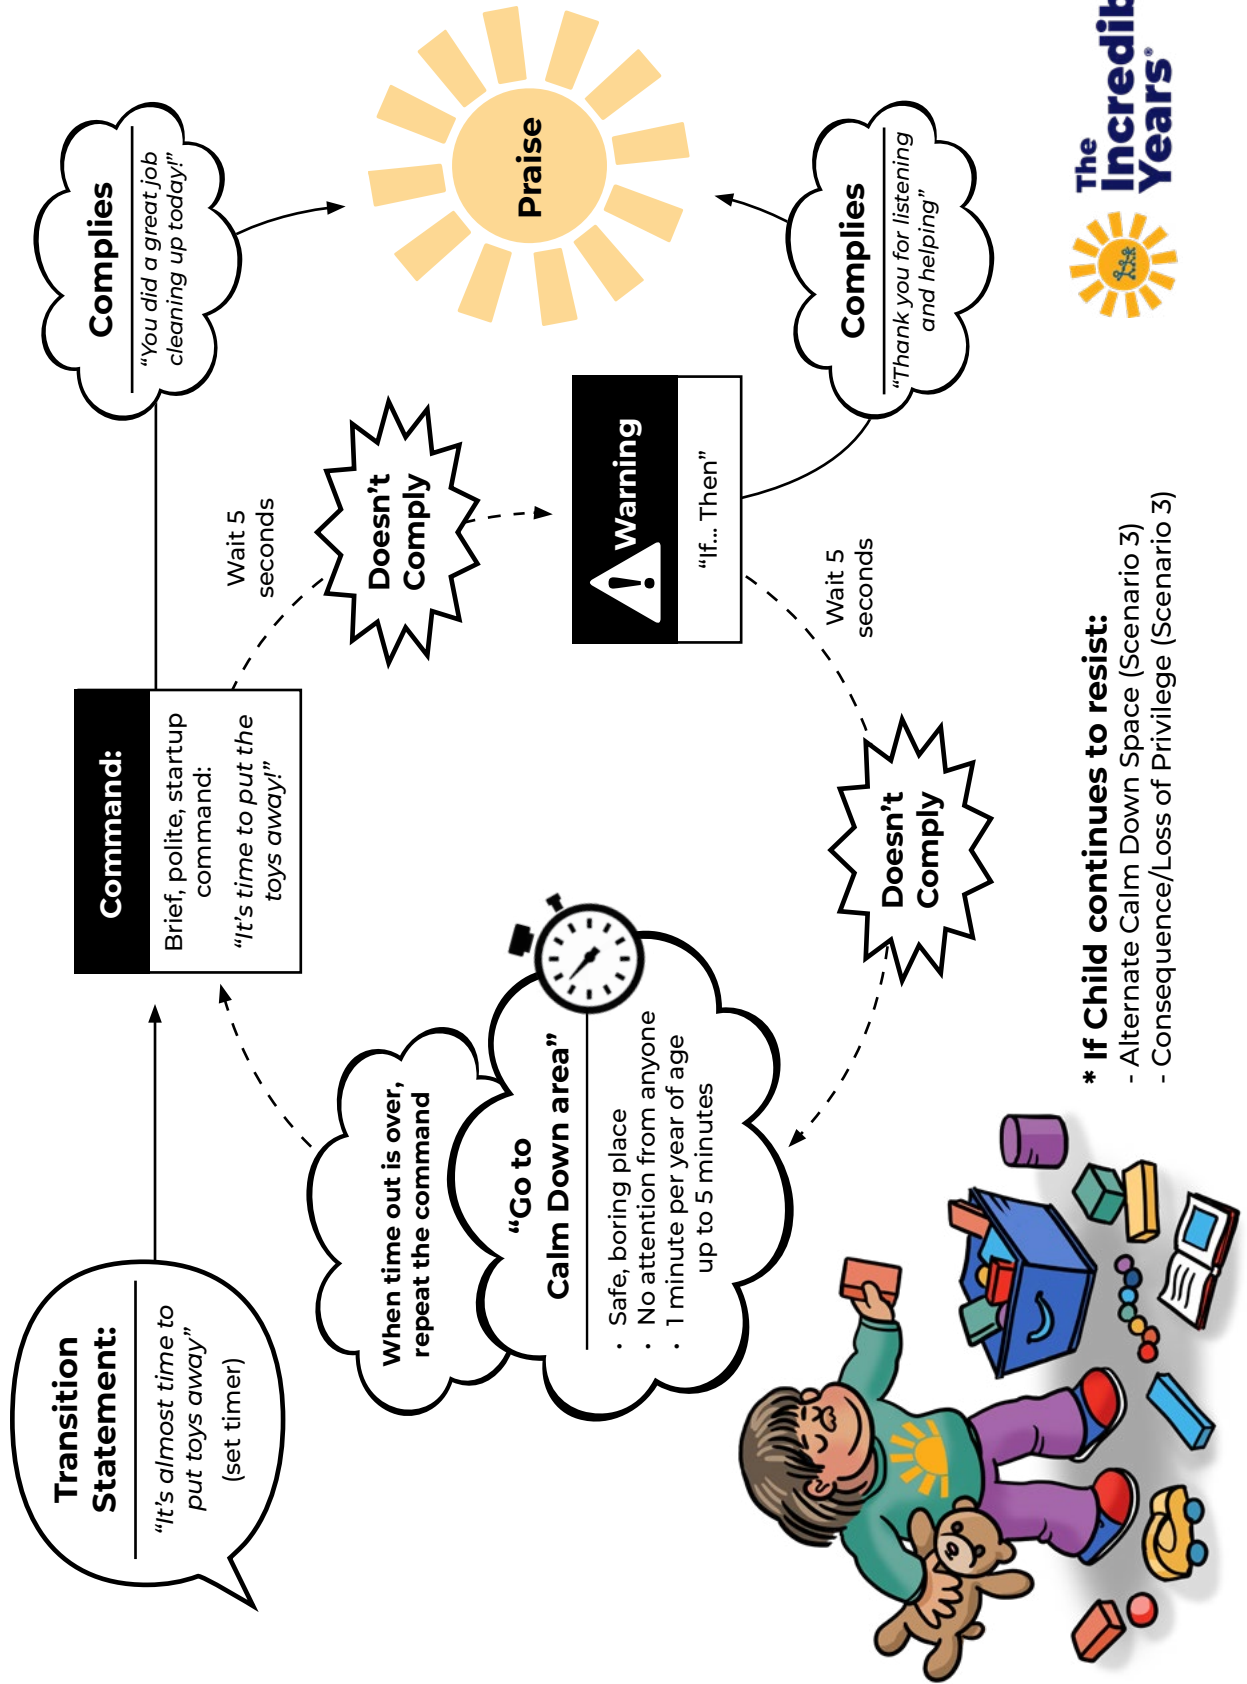 Transition
Statement:
“It’s almost time to
put toys away”
(set timer)
Command:
Brief, polite, startup
command:
“It’s time to put the
toys away!”
Complies
“You did a great job
cleaning up today!”
Wait 5
seconds
Doesn’t
Comply
Praise
Warning
“If... Then”
Complies
“Thank you for listening
and helping”
Wait 5
seconds
Doesn’t
Comply
“Go to
Calm Down area”
· Safe, boring place
· No attention from anyone
· 1 minute per year of age
up to 5 minutes
When time out is over,
repeat the command
* If Child continues to resist:
- Alternate Calm Down Space (Scenario 3)
- Consequence/Loss of Privilege (Scenario 3)
The
Incredib
Years®